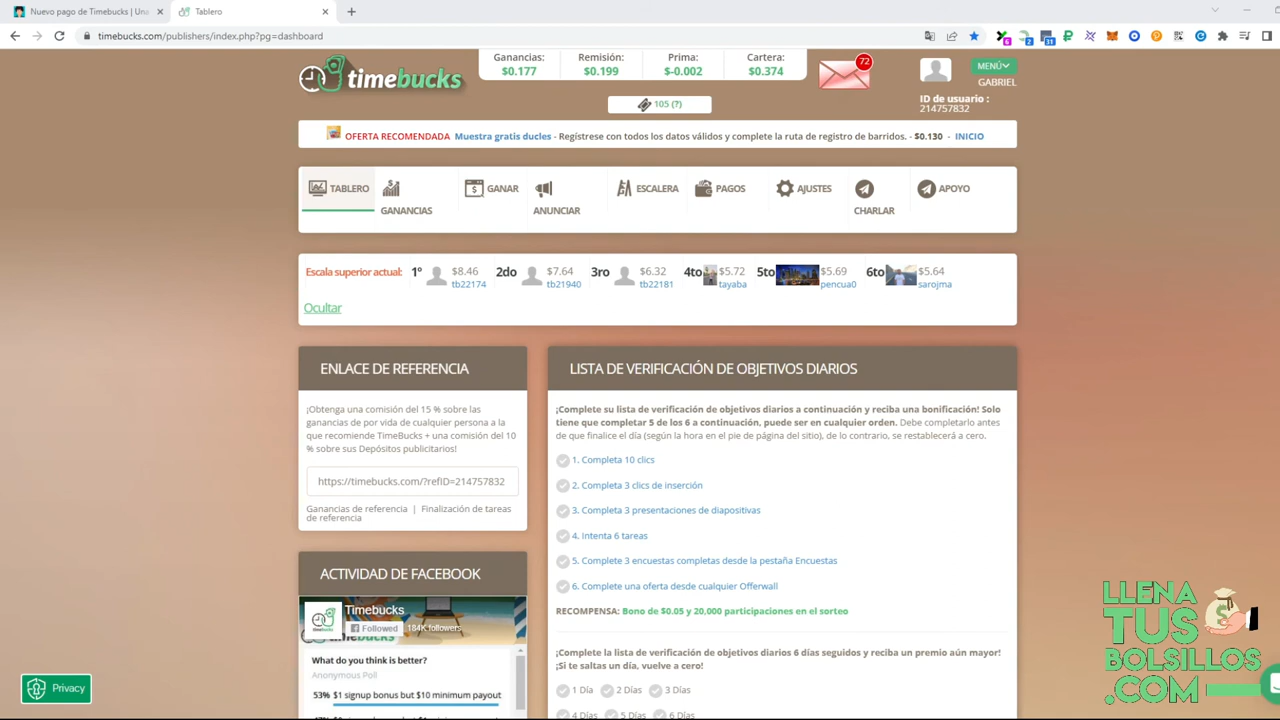 Nuevo pago de Timebucks | Una
Tablero
timebucks.com/publishers/index.php?pg=dashboard
6
2
31
timebucks
Ganancias:
$0.177
Remisión:
$0.199
Prima:
$-0.002
Cartera:
$0.374
105 (?)
72
MENÚ
GABRIEL
ID de usuario :
214757832
OFERTA RECOMENDADA Muestra gratis ducles - Regístrese con todos los datos válidos y complete la ruta de registro de barridos. - $0.130 - INICIO
TABLERO
GANANCIAS
GANAR
ANUNCIAR
ESCALERA
PAGOS
AJUSTES
CHARLAR
APOYO
Escala superior actual:
1º
$8.46
tb22174
2do
$7.64
tb21940
3ro
$6.32
tb22181
4to
$5.72
tayaba
5to
$5.69
pencua0
6to
$5.64
sarojma
Ocultar
ENLACE DE REFERENCIA
¡Obtenga una comisión del 15 % sobre las
ganancias de por vida de cualquier persona a la
que recomiende TimeBucks + una comisión del 10
% sobre sus Depósitos publicitarios!
https://timebucks.com/?refID=214757832
Ganancias de referencia | Finalización de tareas
de referencia
ACTIVIDAD DE FACEBOOK
Timebucks
Followed
184K followers
timebucks
What do you think is better?
Anonymous Poll
53% $1 signup bonus but $10 minimum payout
LISTA DE VERIFICACIÓN DE OBJETIVOS DIARIOS
¡Complete su lista de verificación de objetivos diarios a continuación y reciba una bonificación! Solo
tiene que completar 5 de los 6 a continuación, puede ser en cualquier orden. Debe completarlo antes
de que finalice el día (según la hora en el pie de página del sitio), de lo contrario, se restablecerá a cero.
1. Completa 10 clics
2. Completa 3 clics de inserción
3. Completa 3 presentaciones de diapositivas
4. Intenta 6 tareas
5. Complete 3 encuestas completas desde la pestaña Encuestas
6. Complete una oferta desde cualquier Offerwall
RECOMPENSA: Bono de $0.05 y 20,000 participaciones en el sorteo
¡Complete la lista de verificación de objetivos diarios 6 días seguidos y reciba un premio aún mayor!
¡Si te saltas un día, vuelve a cero!
1 Día
2 Días
3 Días
4 Días
5 Días
6 Días
Privacy
LLENA
TUS
BOLSILLOS
.COM